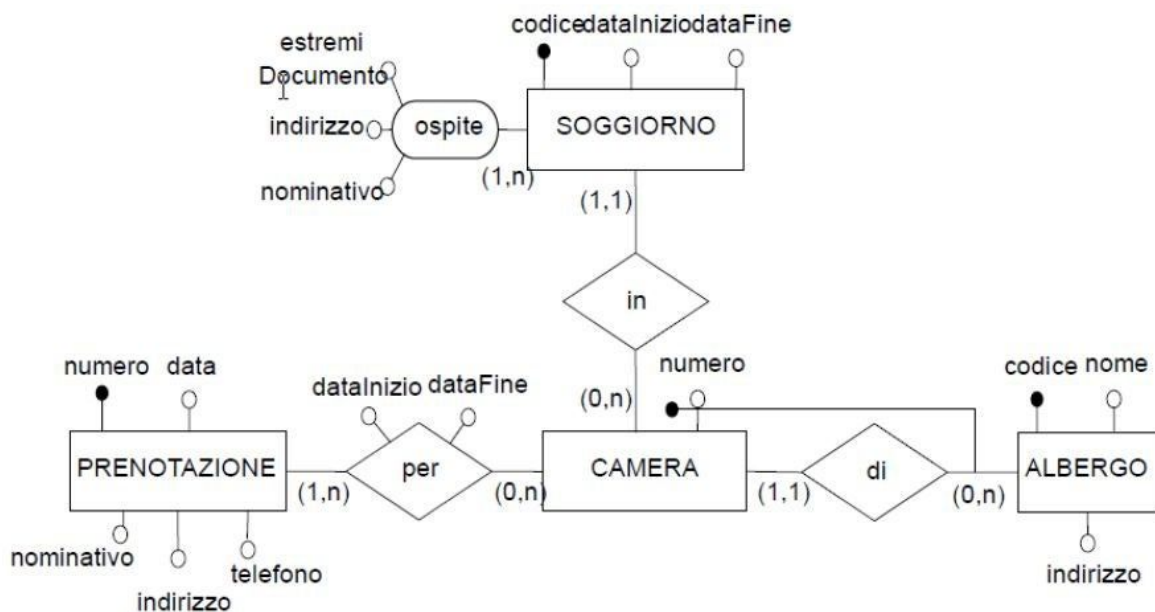 codicedataIniziodataFine
estremi
Documento
indirizzo
ospite
SOGGIORNO
nominativo
(1,n)
(1,1)
in
numero
data
dataInizio
dataFine
(0,n)
numero
codice
nome
PRENOTAZIONE
per
CAMERA
di
ALBERGO
(1,n)
(0,n)
(1,1)
(0,n)
nominativo
indirizzo
telefono
indirizzo